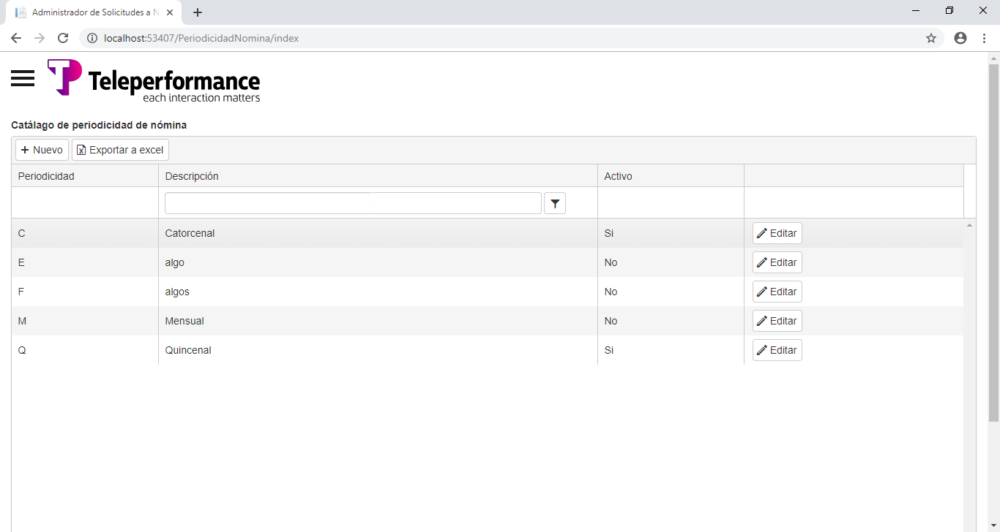 Administrador de Solicitudes a N
localhost:53407/PeriodicidadNomina/index
Teleperformance
each interaction matters
Catálago de periodicidad de nómina
+ Nuevo Exportar a excel
Periodicidad Descripción Activo
C Catorcenal Si Editar
E algo No Editar
F algos No Editar
M Mensual No Editar
Q Quincenal Si Editar